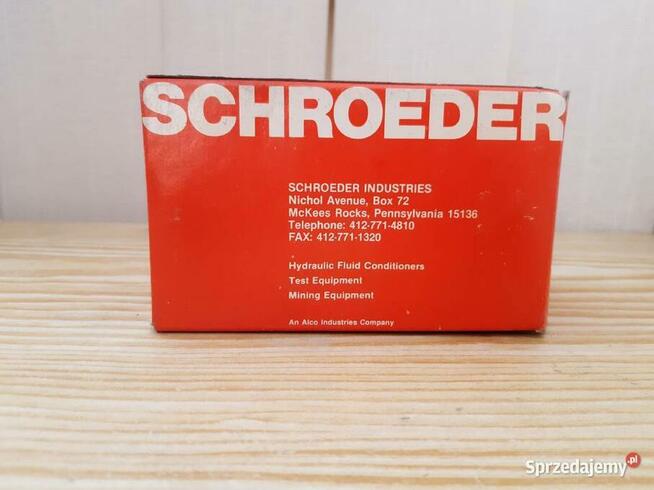 SCHROEDER
SCHROEDER INDUSTRIES
Nichol Avenue, Box 72
McKees Rocks, Pennsylvania 15136
Telephone: 412-771-4810
FAX: 412-771-1320
Hydraulic Fluid Conditioners
Test Equipment
Mining Equipment
An Alco Industries Company
Sprzedajemy.pl